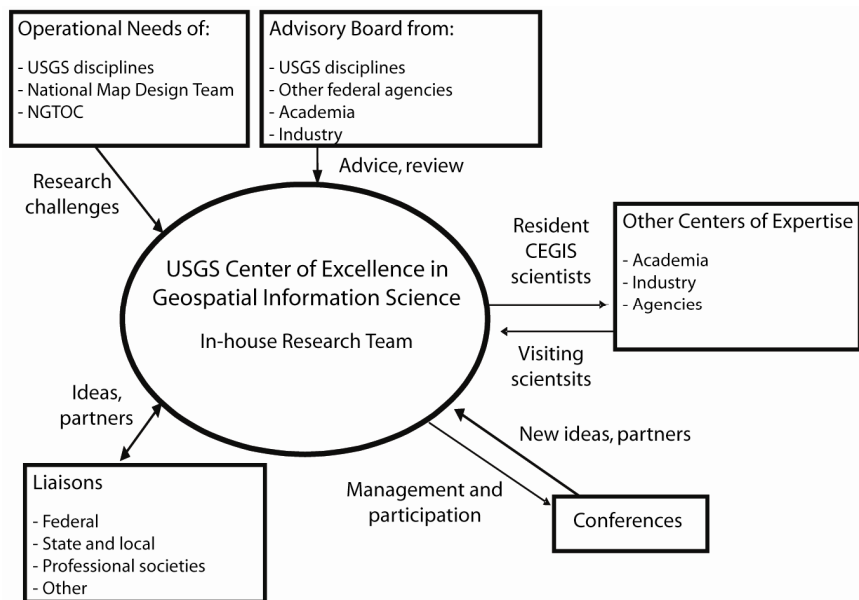 Operational Needs of:
- USGS disciplines
- National Map Design Team
- NGTOC
Advisory Board from:
- USGS disciplines
- Other federal agencies
- Academia
- Industry
Research
challenges
Advice, review
USGS Center of Excellence in
Geospatial Information Science
In-house Research Team
Resident
CEGIS
scientists
Other Centers of Expertise
- Academia
- Industry
- Agencies
Visiting
scientsits
Ideas,
partners
New ideas, partners
Management and
participation
Conferences
Liaisons
- Federal
- State and local
- Professional societies
- Other